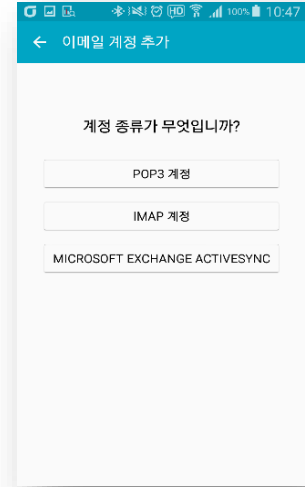 100% 10:47
← 이메일 계정 추가
계정 종류가 무엇입니까?
POP3 계정
IMAP 계정
MICROSOFT EXCHANGE ACTIVESYNC